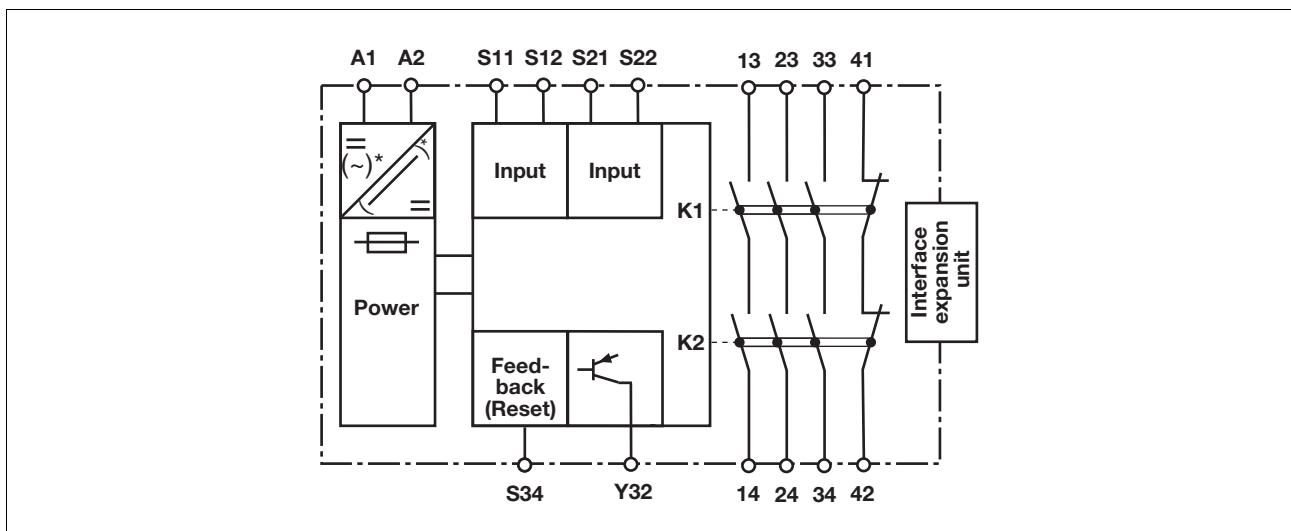 A1 A2 S11 S12 S21 S22 13 23 33 41
=
(~)*
( )*
=
Input Input
K1
Interface
expansion
unit
Power
K2
Feed-
back
(Reset)
S34 Y32 14 24 34 42